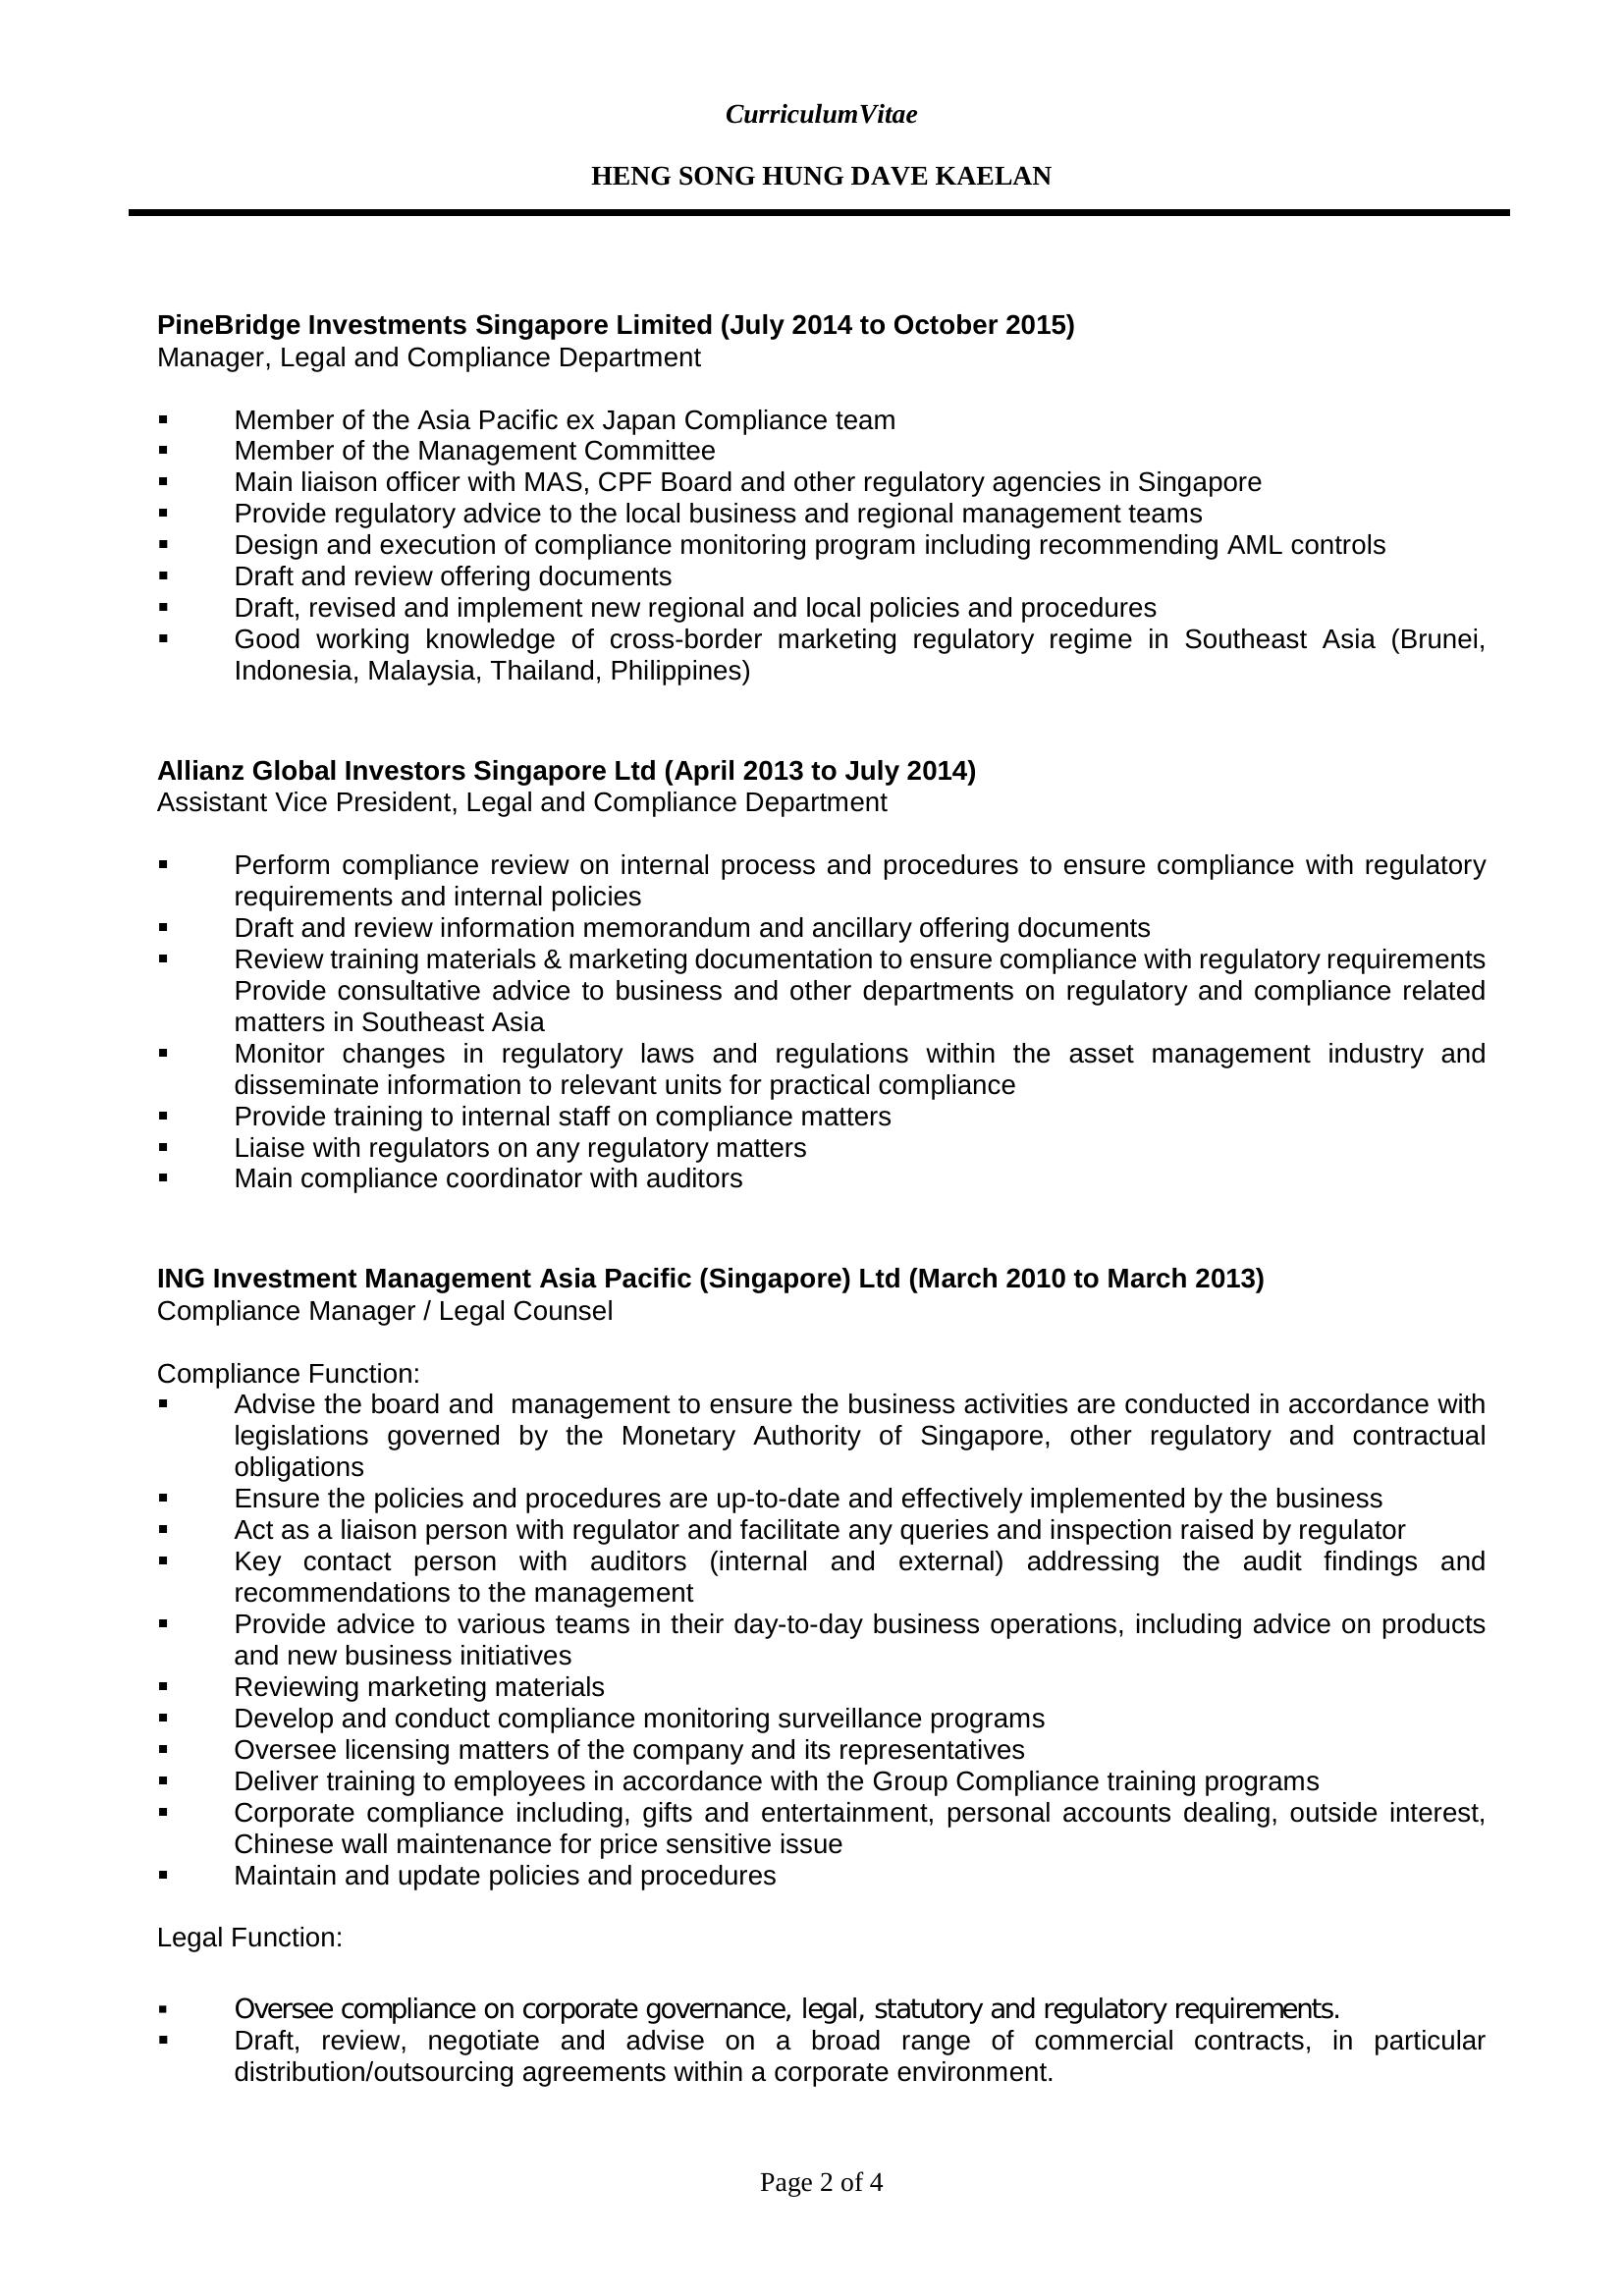 CurriculumVitae
HENG SONG HUNG DAVE KAELAN
PineBridge Investments Singapore Limited (July 2014 to October 2015)
Manager, Legal and Compliance Department
▪ Member of the Asia Pacific ex Japan Compliance team
▪ Member of the Management Committee
▪ Main liaison officer with MAS, CPF Board and other regulatory agencies in Singapore
▪ Provide regulatory advice to the local business and regional management teams
▪ Design and execution of compliance monitoring program including recommending AML controls
▪ Draft and review offering documents
▪ Draft, revised and implement new regional and local policies and procedures
▪ Good working knowledge of cross-border marketing regulatory regime in Southeast Asia (Brunei,
Indonesia, Malaysia, Thailand, Philippines)
Allianz Global Investors Singapore Ltd (April 2013 to July 2014)
Assistant Vice President, Legal and Compliance Department
▪ Perform compliance review on internal process and procedures to ensure compliance with regulatory
requirements and internal policies
▪ Draft and review information memorandum and ancillary offering documents
▪ Review training materials & marketing documentation to ensure compliance with regulatory requirements
Provide consultative advice to business and other departments on regulatory and compliance related
matters in Southeast Asia
▪ Monitor changes in regulatory laws and regulations within the asset management industry and
disseminate information to relevant units for practical compliance
▪ Provide training to internal staff on compliance matters
▪ Liaise with regulators on any regulatory matters
▪ Main compliance coordinator with auditors
ING Investment Management Asia Pacific (Singapore) Ltd (March 2010 to March 2013)
Compliance Manager / Legal Counsel
Compliance Function:
▪ Advise the board and  management to ensure the business activities are conducted in accordance with
legislations governed by the Monetary Authority of Singapore, other regulatory and contractual
obligations
▪ Ensure the policies and procedures are up-to-date and effectively implemented by the business
▪ Act as a liaison person with regulator and facilitate any queries and inspection raised by regulator
▪ Key contact person with auditors (internal and external) addressing the audit findings and
recommendations to the management
▪ Provide advice to various teams in their day-to-day business operations, including advice on products
and new business initiatives
▪ Reviewing marketing materials
▪ Develop and conduct compliance monitoring surveillance programs
▪ Oversee licensing matters of the company and its representatives
▪ Deliver training to employees in accordance with the Group Compliance training programs
▪ Corporate compliance including, gifts and entertainment, personal accounts dealing, outside interest,
Chinese wall maintenance for price sensitive issue
▪ Maintain and update policies and procedures
Legal Function:
▪ Oversee compliance on corporate governance, legal, statutory and regulatory requirements.
▪ Draft, review, negotiate and advise on a broad range of commercial contracts, in particular
distribution/outsourcing agreements within a corporate environment.
Page 2 of 4